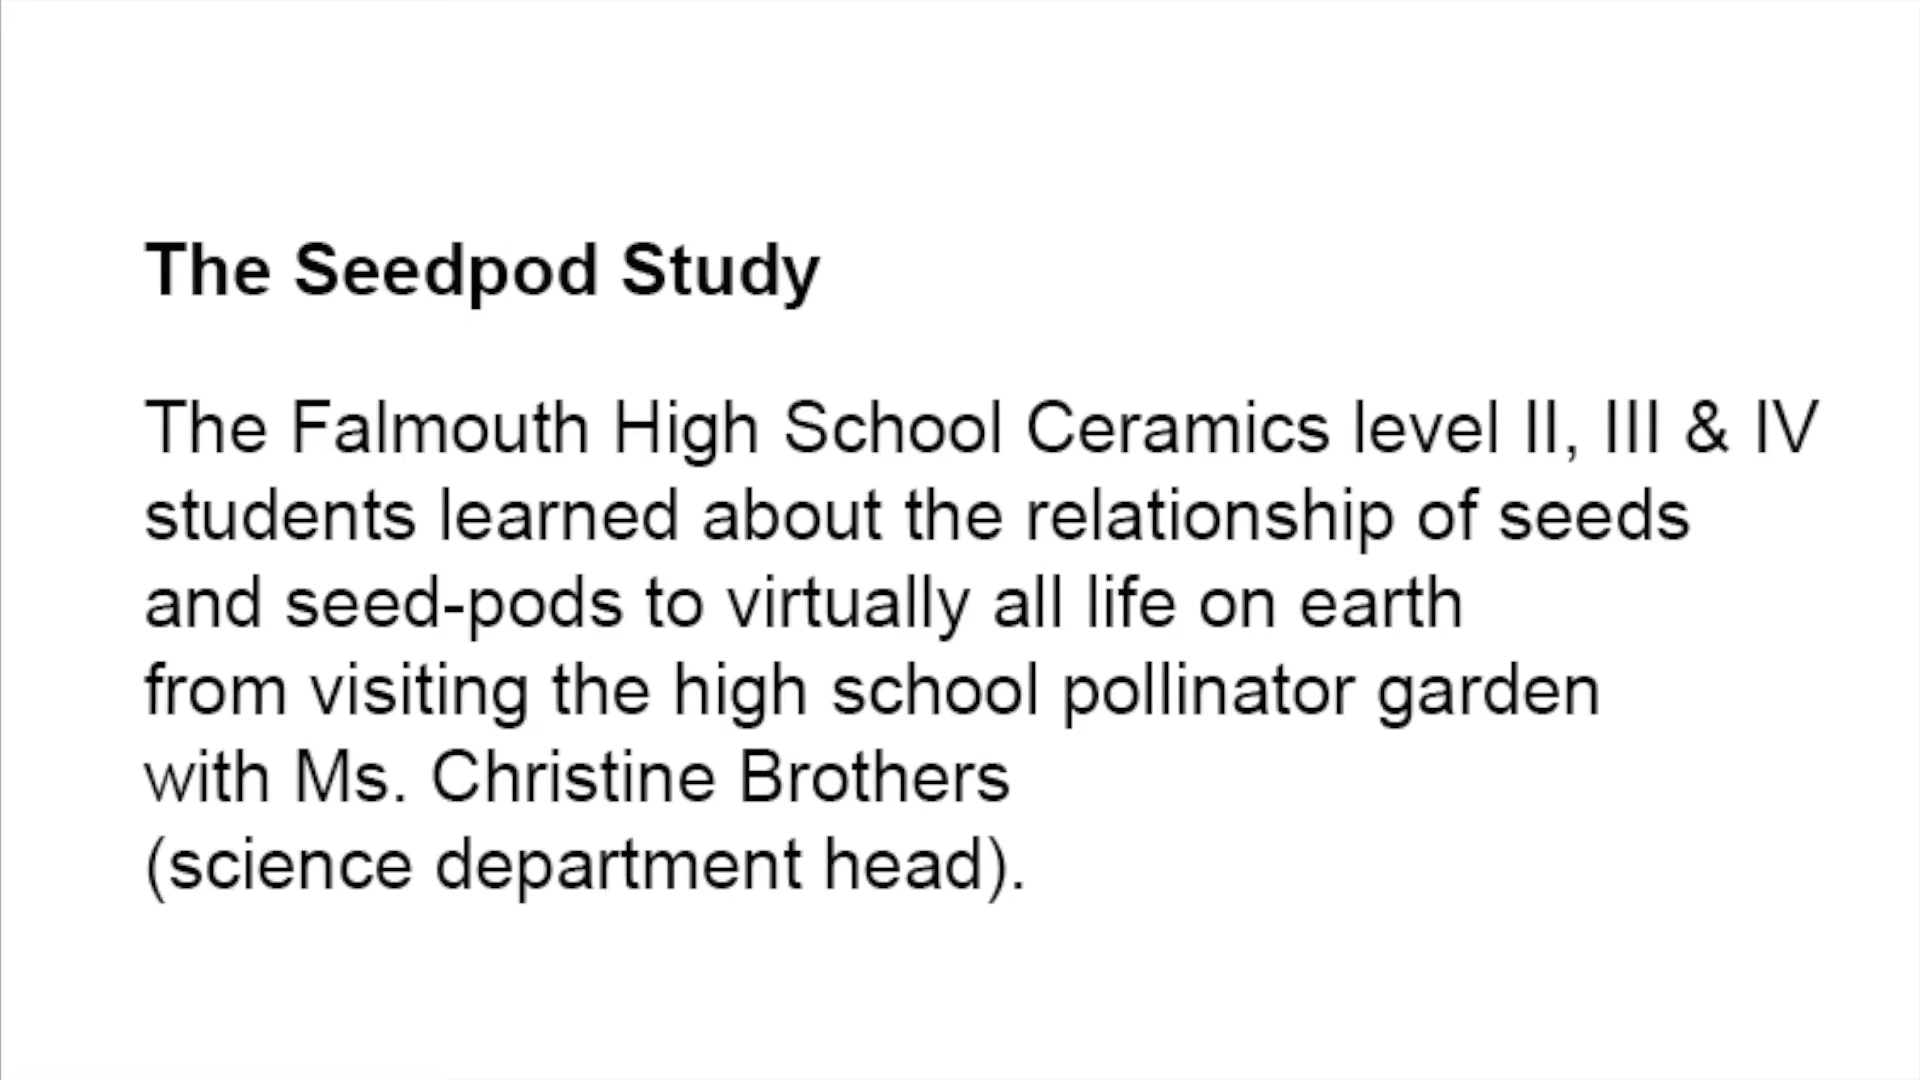 The Seedpod Study
The Falmouth High School Ceramics level II, III & IV
students learned about the relationship of seeds
and seed-pods to virtually all life on earth
from visiting the high school pollinator garden
with Ms. Christine Brothers
(science department head).